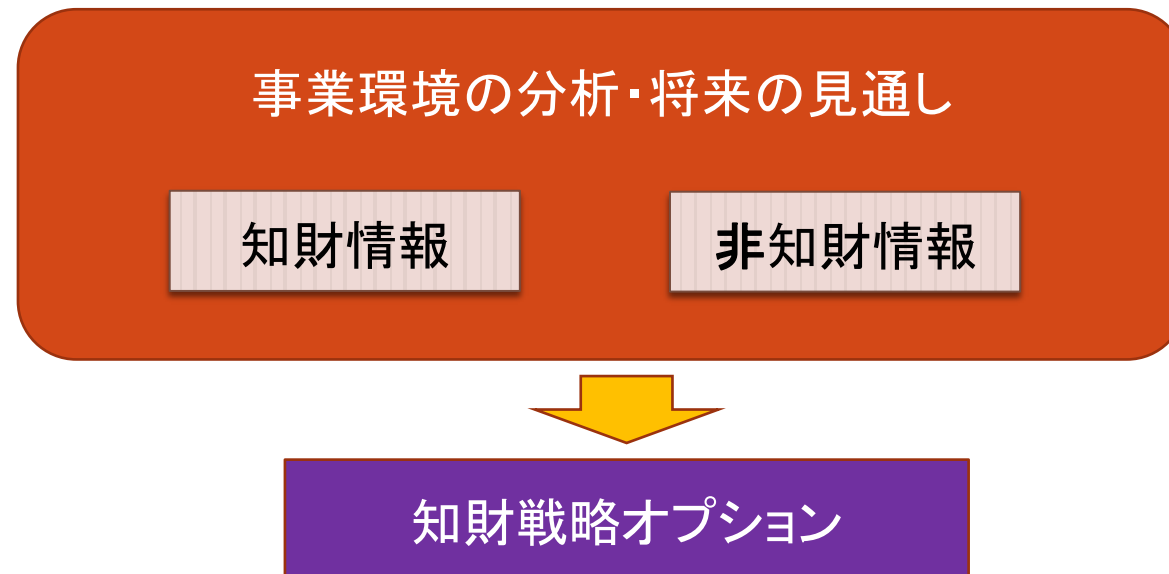 事業環境の分析・将来の見通し
知財情報
非知財情報
知財戦略オプション